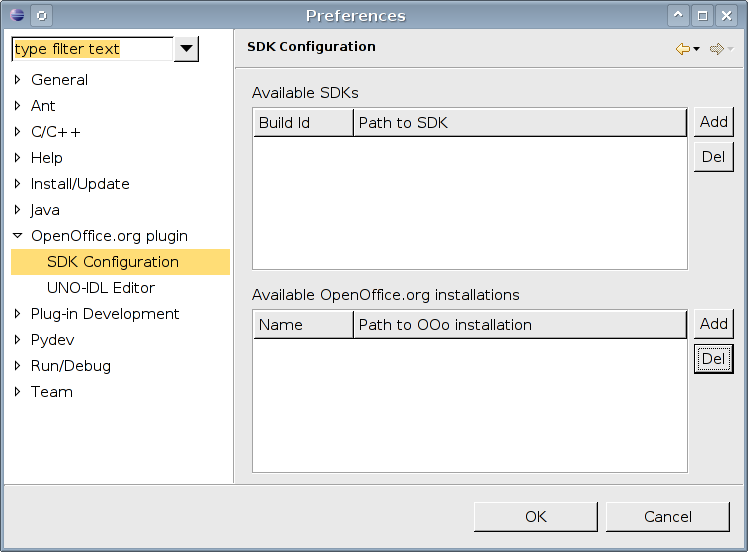 Preferences
type filter text
General
Ant
C/C++
Help
Install/Update
Java
OpenOffice.org plugin
SDK Configuration
UNO-IDL Editor
Plug-in Development
Pydev
Run/Debug
Team
SDK Configuration
Available SDKs
Build Id Path to SDK
Add
Del
Available OpenOffice.org installations
Name Path to OOo installation
Add
Del
OK Cancel